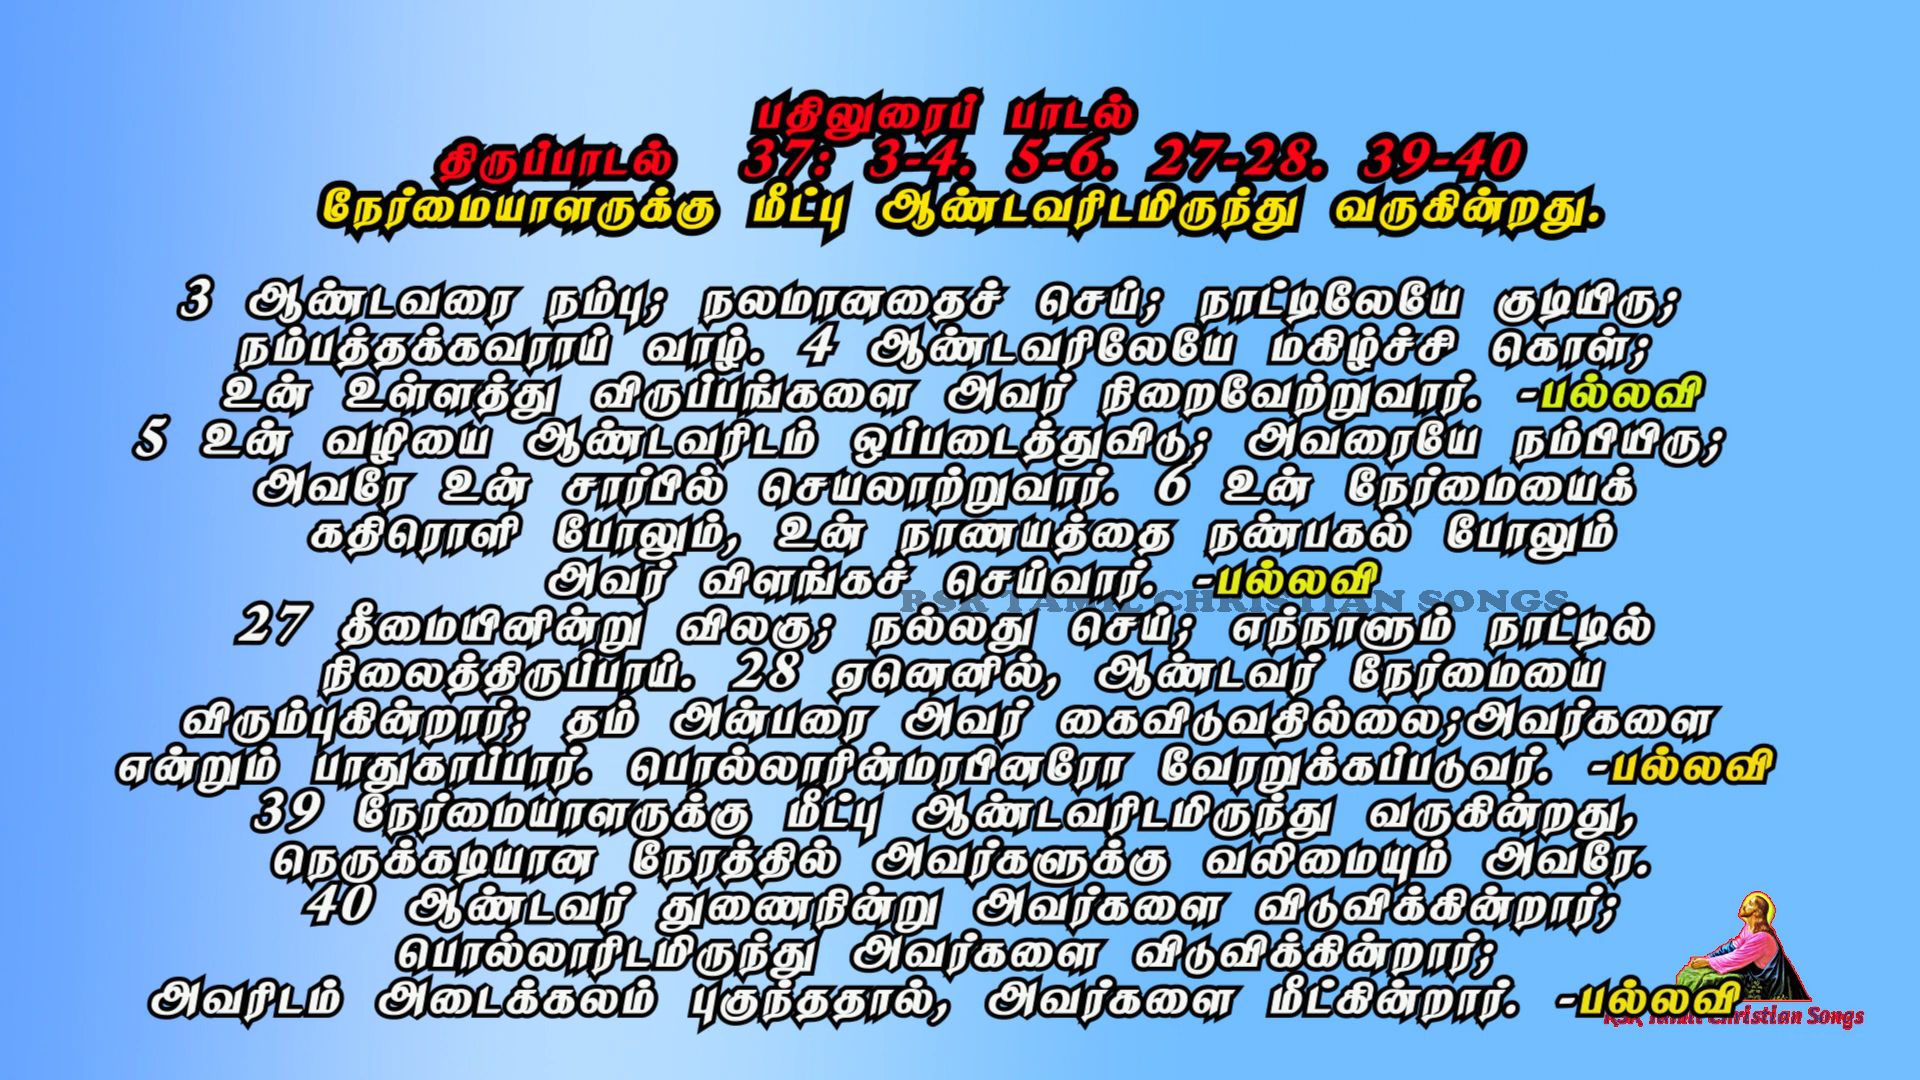 பதிலுரைப் பாடல்
திருப்பாடல் 37: 3-4. 5-6. 27-28. 39-40
நேர்மையாளருக்கு மீட்பு ஆண்டவரிடமிருந்து வருகின்றது.
3 ஆண்டவரை நம்பு; நலமானதைச் செய்; நாட்டிலேயே குடியிரு;
நம்பத்தக்கவராய் வாழ். 4 ஆண்டவரிலேயே மகிழ்ச்சி கொள்;
உன் உள்ளத்து விருப்பங்களை அவர் நிறைவேற்றுவார். -பல்லவி
5 உன் வழியை ஆண்டவரிடம் ஒப்படைத்துவிடு; அவரையே நம்பியிரு;
அவரே உன் சார்பில் செயலாற்றுவார். 6 உன் நேர்மையைக்
கதிரொளி போலும், உன் நாணயத்தை நண்பகல் போலும்
அவர் விளங்கச் செய்வார். -பல்லவி
RSR TAMIL CHRISTIAN SONGS
27 தீமையினின்று விலகு; நல்லது செய்; எந்நாளும் நாட்டில்
நிலைத்திருப்பாய். 28 ஏனெனில், ஆண்டவர் நேர்மையை
விரும்புகின்றார்; தம் அன்பரை அவர் கைவிடுவதில்லை;அவர்களை
என்றும் பாதுகாப்பார். பொல்லாரின்மரபினரோ வேரறுக்கப்படுவர். -பல்லவி
39 நேர்மையாளருக்கு மீட்பு ஆண்டவரிடமிருந்து வருகின்றது,
நெருக்கடியான நேரத்தில் அவர்களுக்கு வலிமையும் அவரே.
40 ஆண்டவர் துணைநின்று அவர்களை விடுவிக்கின்றார்;
பொல்லாரிடமிருந்து அவர்களை விடுவிக்கின்றார்;
அவரிடம் அடைக்கலம் புகுந்ததால், அவர்களை மீட்கின்றார். -பல்லவி
RSR Tamil Christian Songs